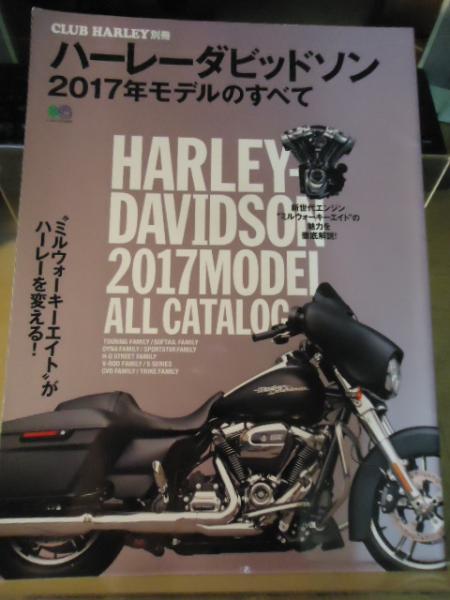 CLUB HARLEY別冊
ハーレーダビッドソン
2017年モデルのすべて
HARLEY-
DAVIDSON
2017MODEL
ALL CATALOG
TOURING FAMILY / SOFTAIL FAMILY
DYNA FAMILY / SPORTSTER FAMILY
H-D STREET FAMILY
V-ROD FAMILY / S SERIES
CVO FAMILY / TRIKE FAMILY
新世代エンジン
“ミルウォーキーエイト”の
魅力を
徹底解説!
“ミルウォーキーエイト”が
ハーレーを変える!